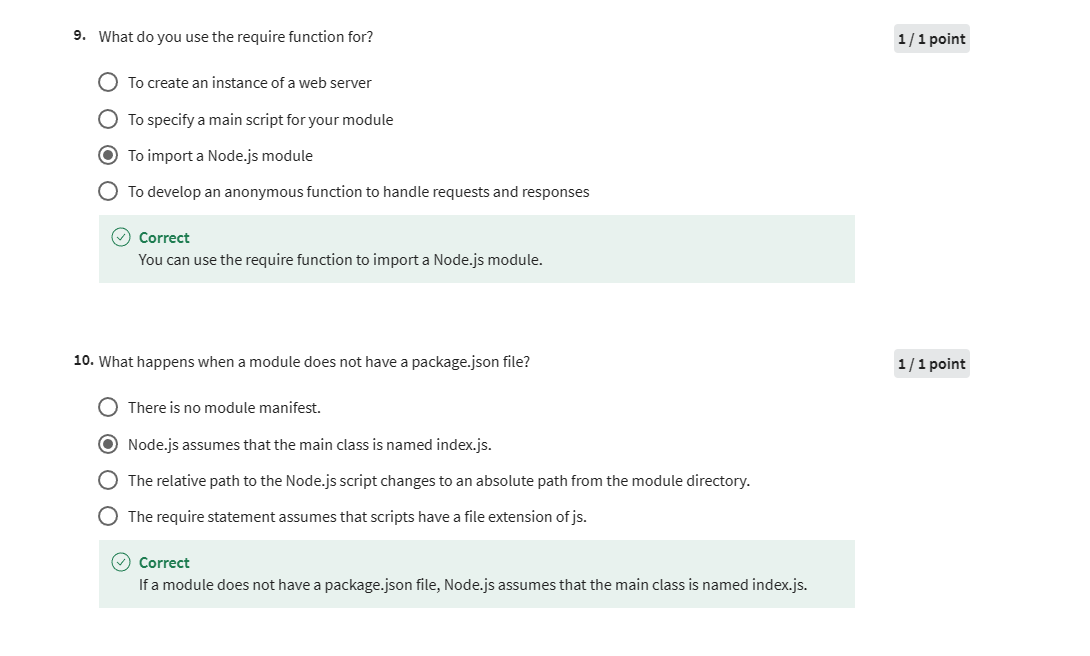 9. What do you use the require function for?
1 / 1 point
To create an instance of a web server
To specify a main script for your module
To import a Node.js module
To develop an anonymous function to handle requests and responses
Correct
You can use the require function to import a Node.js module.
10. What happens when a module does not have a package.json file?
1 / 1 point
There is no module manifest.
Node.js assumes that the main class is named index.js.
The relative path to the Node.js script changes to an absolute path from the module directory.
The require statement assumes that scripts have a file extension of js.
Correct
If a module does not have a package.json file, Node.js assumes that the main class is named index.js.